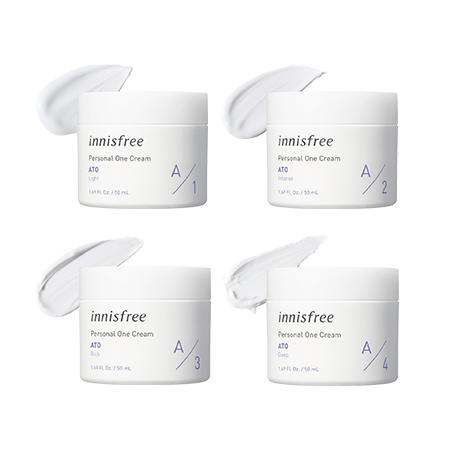 innisfree
Personal One Cream
ATO
Light
1.69 Fl. Oz. / 50 mL
A/1
innisfree
Personal One Cream
ATO
Intense
1.69 Fl. Oz. / 50 mL
A/2
innisfree
Personal One Cream
ATO
Rich
1.69 Fl. Oz. / 50 mL
A/3
innisfree
Personal One Cream
ATO
Deep
1.69 Fl. Oz. / 50 mL
A/4